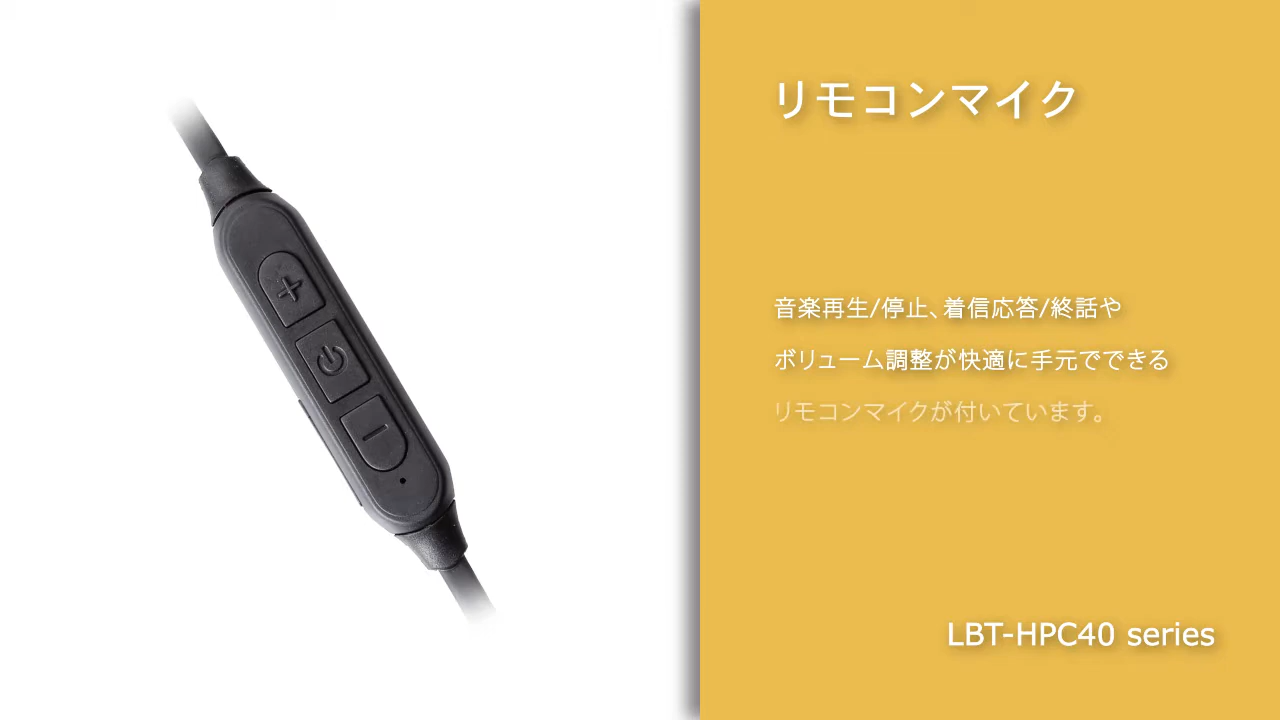 リモコンマイク
音楽再生/停止、着信応答/終話や
ボリューム調整が快適に手元でできる
リモコンマイクが付いています。
LBT-HPC40 series